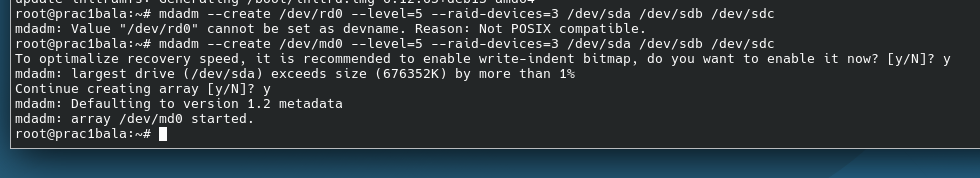 root@prac1bala:~# mdadm --create /dev/rd0 --level=5 --raid-devices=3 /dev/sda /dev/sdb /dev/sdc
mdadm: Value "/dev/rd0" cannot be set as devname. Reason: Not POSIX compatible.
root@prac1bala:~# mdadm --create /dev/md0 --level=5 --raid-devices=3 /dev/sda /dev/sdb /dev/sdc
To optimalize recovery speed, it is recommended to enable write-indent bitmap, do you want to enable it now? [y/N]? y
mdadm: largest drive (/dev/sda) exceeds size (676352K) by more than 1%
Continue creating array [y/N]? y
mdadm: Defaulting to version 1.2 metadata
mdadm: array /dev/md0 started.
root@prac1bala:~#